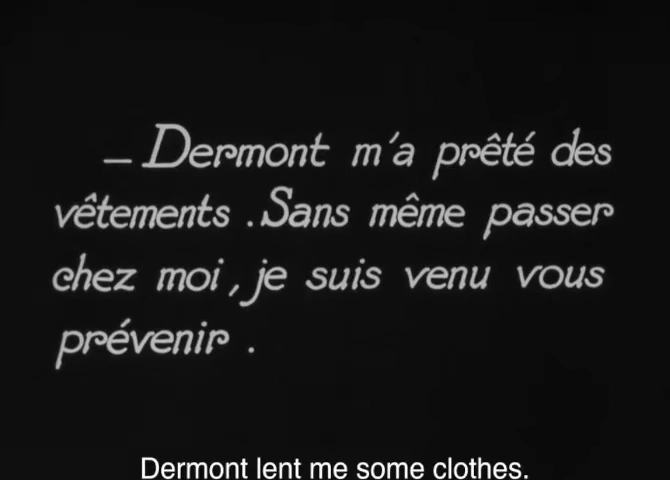 — Dermont m'a prêté des
vêtements . Sans même passer
chez moi , je suis venu vous
prévenir .
Dermont lent me some clothes.